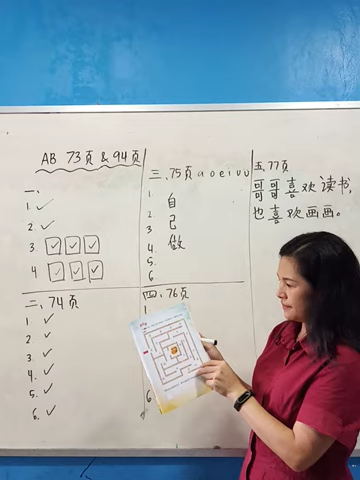 AB 73页 & 94页
一、
1.
2.
3.
4
二、74页
1.
2
3.
4.
5.
6.
三、75页 a o e i u ü
1.
2.
3
4.
5.
6.
自
己
做
四、76页
1.
6
五.77页
哥哥喜欢读书,
也喜欢画画。